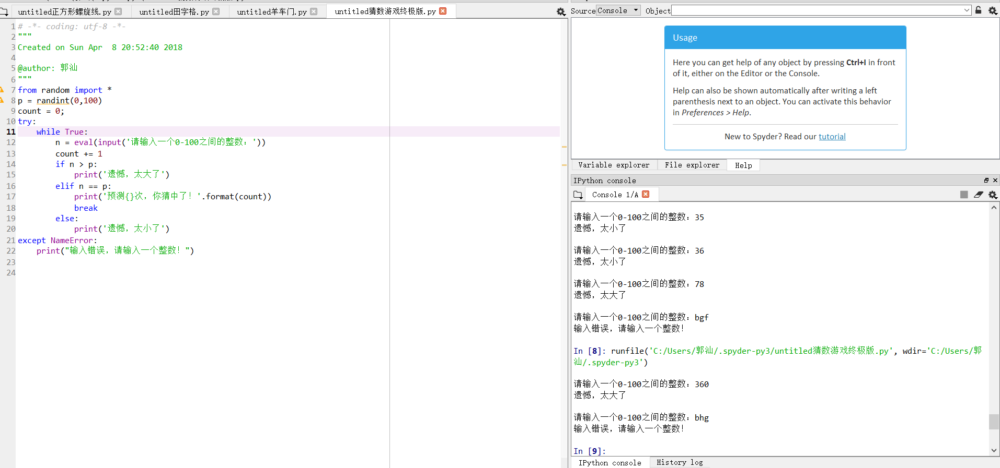 untitled正方形螺旋线.py
untitled田字格.py
untitled羊车门.py
untitled猜数游戏终极版.py
1 # -*- coding: utf-8 -*-
2 """
3 Created on Sun Apr  8 20:52:40 2018
4
5 @author: 郭汕
6 """
7 from random import *
8 p = randint(0,100)
9 count = 0;
10 try:
11     while True:
12         n = eval(input('请输入一个0-100之间的整数：'))
13         count += 1
14         if n > p:
15             print('遗憾，太大了')
16         elif n == p:
17             print('预测{}次，你猜中了！'.format(count))
18             break
19         else:
20             print('遗憾，太小了')
21 except NameError:
22     print("输入错误，请输入一个整数！")
23
24
Source Console Object
Usage
Here you can get help of any object by pressing Ctrl+I in front
of it, either on the Editor or the Console.
Help can also be shown automatically after writing a left
parenthesis next to an object. You can activate this behavior
in Preferences > Help.
New to Spyder? Read our tutorial
Variable explorer File explorer Help
IPython console
Console 1/A
请输入一个0-100之间的整数：35
遗憾，太小了
请输入一个0-100之间的整数：36
遗憾，太小了
请输入一个0-100之间的整数：78
遗憾，太大了
请输入一个0-100之间的整数：bgf
输入错误，请输入一个整数！
In [8]: runfile('C:/Users/郭汕/.spyder-py3/untitled猜数游戏终极版.py', wdir='C:/Users/郭
汕/.spyder-py3')
请输入一个0-100之间的整数：360
遗憾，太大了
请输入一个0-100之间的整数：bhg
输入错误，请输入一个整数！
In [9]:
IPython console History log